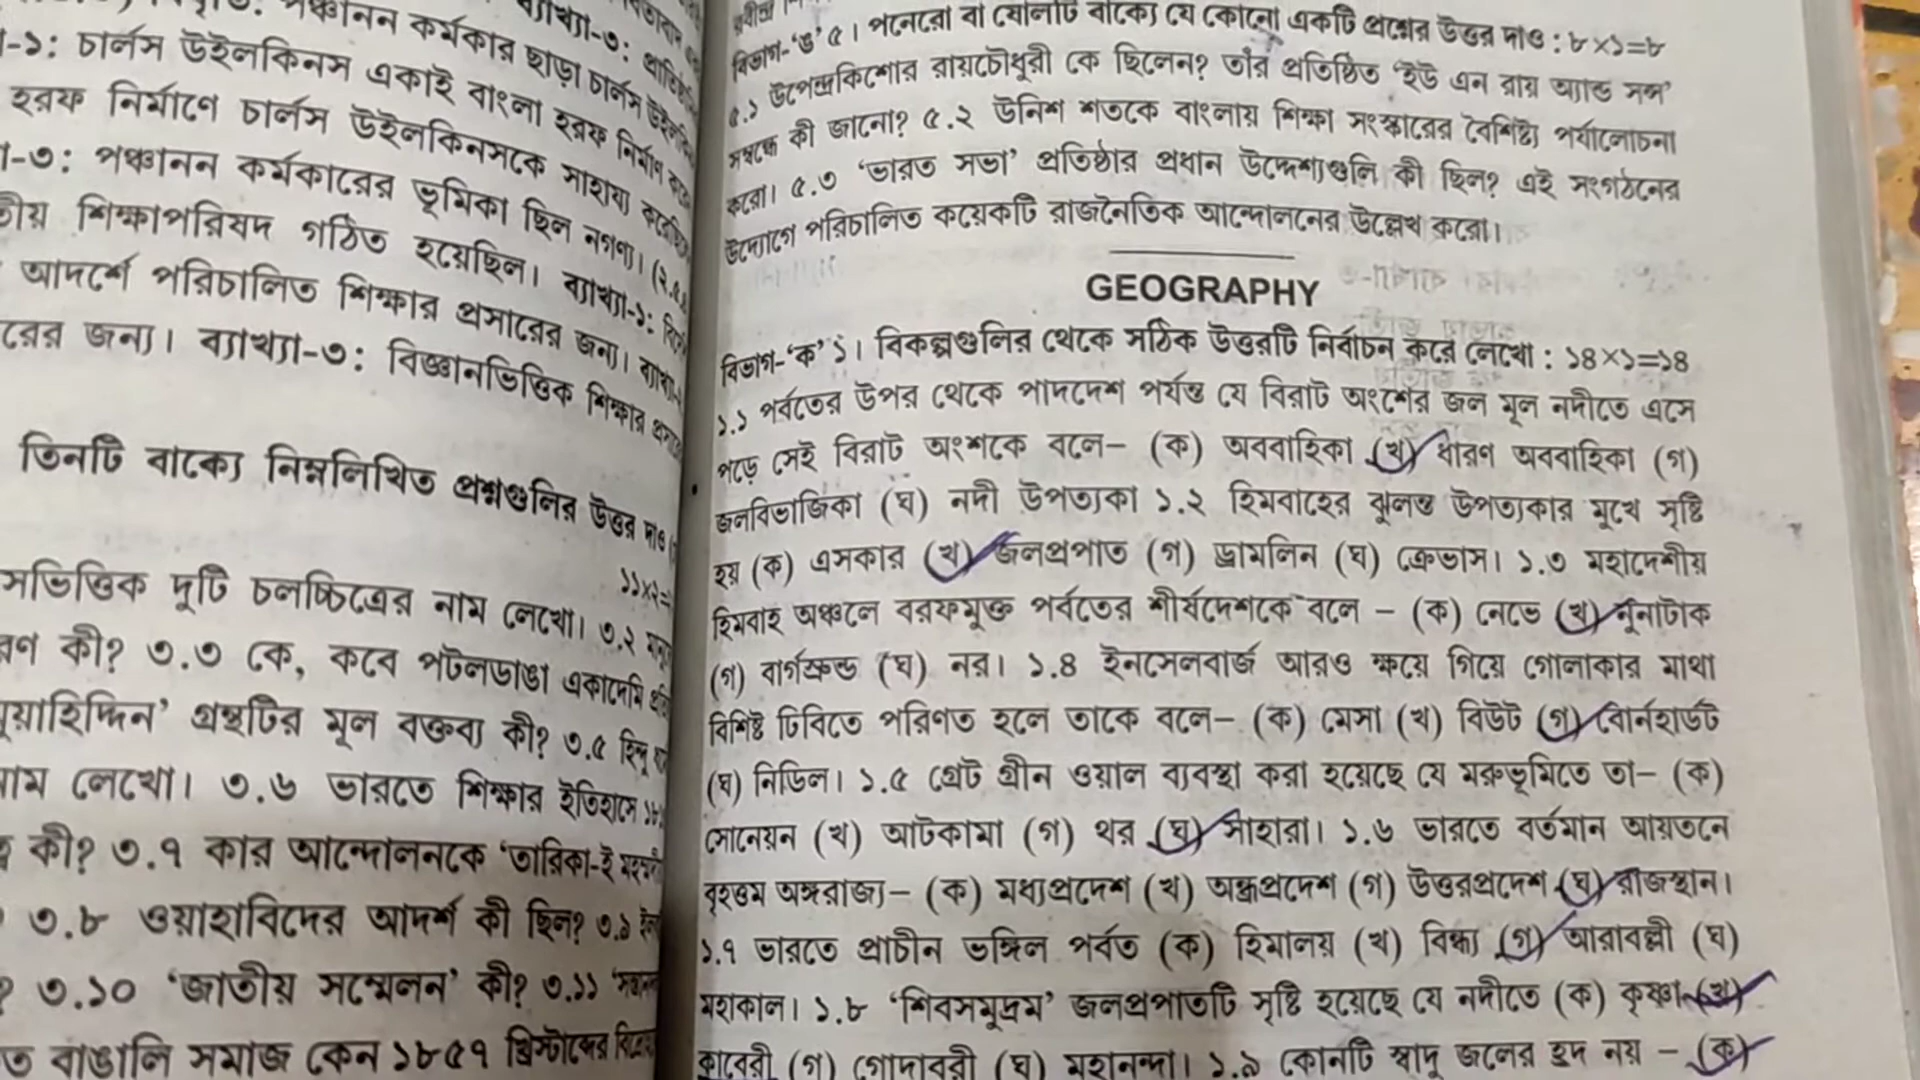 পঞ্চানন কর্মকার ছাড়া চার্লস
ব্যাখ্যা-৩:
-১: চার্লস উইলকিনস একাই বাংলা হরফ নির্মাণ
হরফ নির্মাণে চার্লস উইলকিনসকে সাহায্য
-৩: পঞ্চানন কর্মকারের ভূমিকা ছিল নগণ্য।
শিক্ষাপরিষদ গঠিত হয়েছিল। ব্যাখ্যা-১:
আদর্শে পরিচালিত শিক্ষার প্রসারের জন্য।
রের জন্য। ব্যাখ্যা-৩: বিজ্ঞানভিত্তিক শিক্ষার
তিনটি বাক্যে নিম্নলিখিত প্রশ্নগুলির উত্তর দাও
১১×২=
সভিত্তিক দুটি চলচ্চিত্রের নাম লেখো। ৩.২
রণ কী? ৩.৩ কে, কবে পটলডাঙা একাদেমি
য়াহিদ্দিন’ গ্রন্থটির মূল বক্তব্য কী? ৩.৫ হিন্দু
নাম লেখো। ৩.৬ ভারতে শিক্ষার ইতিহাসে
কী? ৩.৭ কার আন্দোলনকে ‘তারিকা-ই
৩.৮ ওয়াহাবিদের আদর্শ কী ছিল? ৩.৯
৩.১০ ‘জাতীয় সম্মেলন’ কী? ৩.১১
ত বাঙালি সমাজ কেন ১৮৫৭ খ্রিস্টাব্দের
বিভাগ-‘ঙ’ ৫। পনেরো বা ষোলটি বাক্যে যে কোনো একটি প্রশ্নের উত্তর দাও : ৮×১=৮
৫.১ উপেন্দ্রকিশোর রায়চৌধুরী কে ছিলেন? তাঁর প্রতিষ্ঠিত ‘ইউ এন রায় অ্যান্ড সন্স’
সম্বন্ধে কী জানো? ৫.২ উনিশ শতকে বাংলায় শিক্ষা সংস্কারের বৈশিষ্ট্য পর্যালোচনা
করো। ৫.৩ ‘ভারত সভা’ প্রতিষ্ঠার প্রধান উদ্দেশ্যগুলি কী ছিল? এই সংগঠনের
উদ্যোগে পরিচালিত কয়েকটি রাজনৈতিক আন্দোলনের উল্লেখ করো।
GEOGRAPHY
বিভাগ-‘ক’ ১। বিকল্পগুলির থেকে সঠিক উত্তরটি নির্বাচন করে লেখো : ১৪×১=১৪
১.১ পর্বতের উপর থেকে পাদদেশ পর্যন্ত যে বিরাট অংশের জল মূল নদীতে এসে
পড়ে সেই বিরাট অংশকে বলে– (ক) অববাহিকা (খ) ধারণ অববাহিকা (গ)
জলবিভাজিকা (ঘ) নদী উপত্যকা ১.২ হিমবাহের ঝুলন্ত উপত্যকার মুখে সৃষ্টি
হয় (ক) এসকার (খ) জলপ্রপাত (গ) ড্রামলিন (ঘ) ক্রেভাস। ১.৩ মহাদেশীয়
হিমবাহ অঞ্চলে বরফমুক্ত পর্বতের শীর্ষদেশকে বলে – (ক) নেভে (খ) নুনাটাক
(গ) বার্গস্রুন্ড (ঘ) নর। ১.৪ ইনসেলবার্জ আরও ক্ষয়ে গিয়ে গোলাকার মাথা
বিশিষ্ট ঢিবিতে পরিণত হলে তাকে বলে– (ক) মেসা (খ) বিউট (গ) বোর্নহার্ডট
(ঘ) নিডিল। ১.৫ গ্রেট গ্রীন ওয়াল ব্যবস্থা করা হয়েছে যে মরুভূমিতে তা– (ক)
সোনেয়ন (খ) আটকামা (গ) থর (ঘ) সাহারা। ১.৬ ভারতে বর্তমান আয়তনে
বৃহত্তম অঙ্গরাজ্য– (ক) মধ্যপ্রদেশ (খ) অন্ধ্রপ্রদেশ (গ) উত্তরপ্রদেশ (ঘ) রাজস্থান।
১.৭ ভারতে প্রাচীন ভঙ্গিল পর্বত (ক) হিমালয় (খ) বিন্ধ্য (গ) আরাবল্লী (ঘ)
মহাকাল। ১.৮ ‘শিবসমুদ্রম’ জলপ্রপাতটি সৃষ্টি হয়েছে যে নদীতে (ক) কৃষ্ণা (খ)
কাবেরী (গ) গোদাবরী (ঘ) মহানন্দা। ১.৯ কোনটি স্বাদু জলের হ্রদ নয় – (ক)